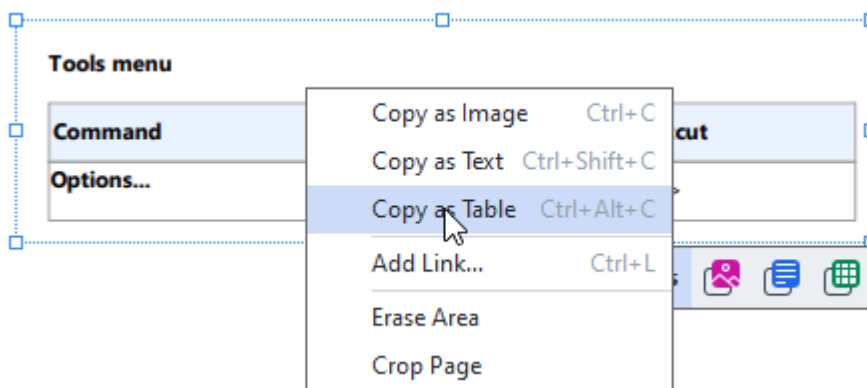 Tools menu
Command cut
Options... >
Copy as Image Ctrl+C
Copy as Text Ctrl+Shift+C
Copy as Table Ctrl+Alt+C
Add Link... Ctrl+L
Erase Area
Crop Page